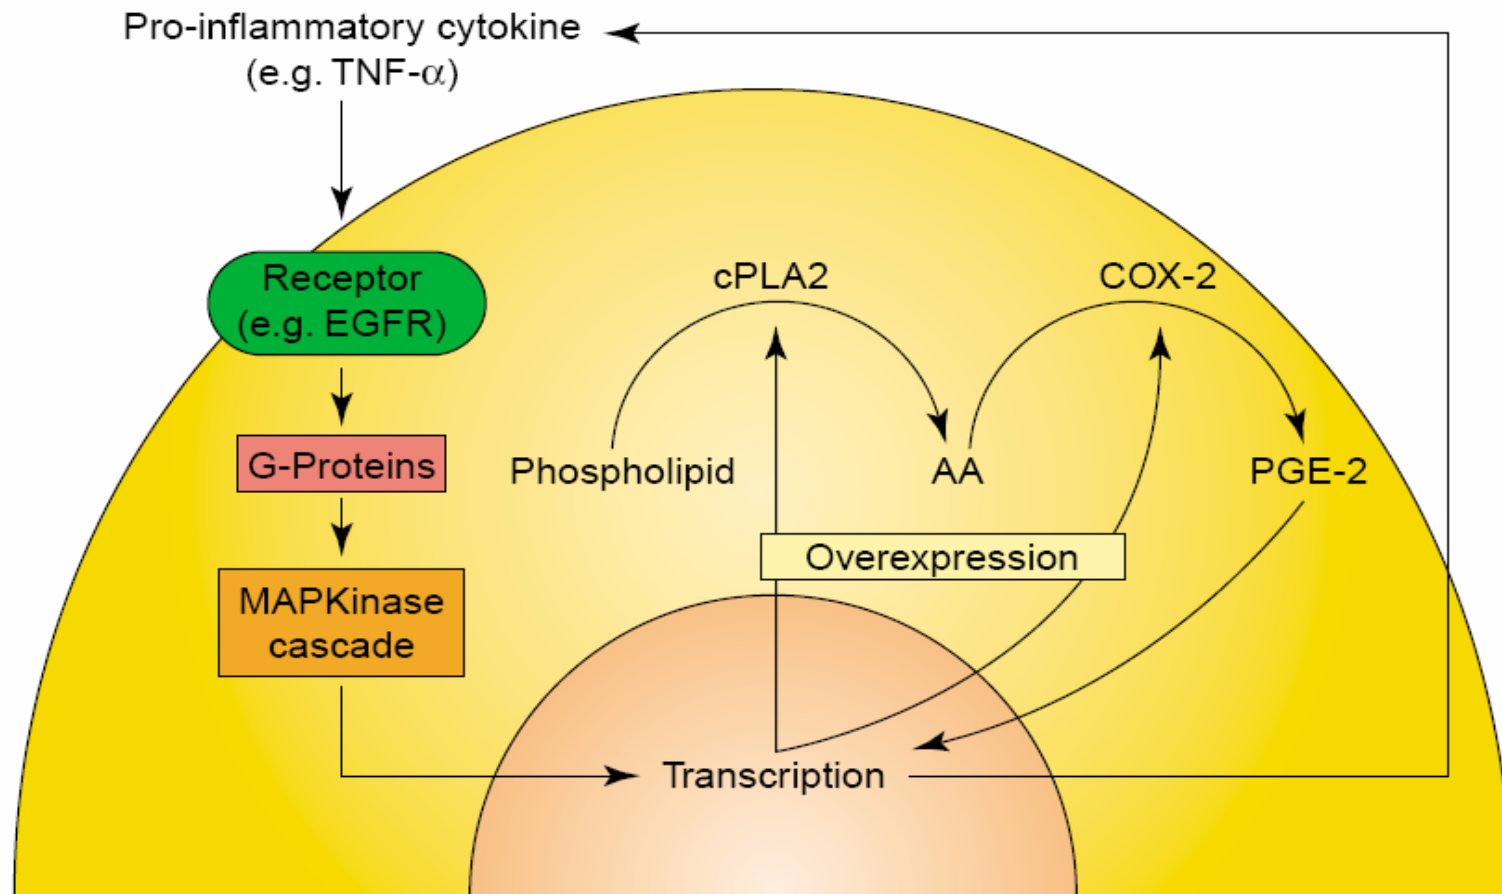 Pro-inflammatory cytokine
(e.g. TNF-α)
Receptor
(e.g. EGFR)
cPLA2
COX-2
G-Proteins
Phospholipid
AA
PGE-2
Overexpression
MAPKinase
cascade
Transcription